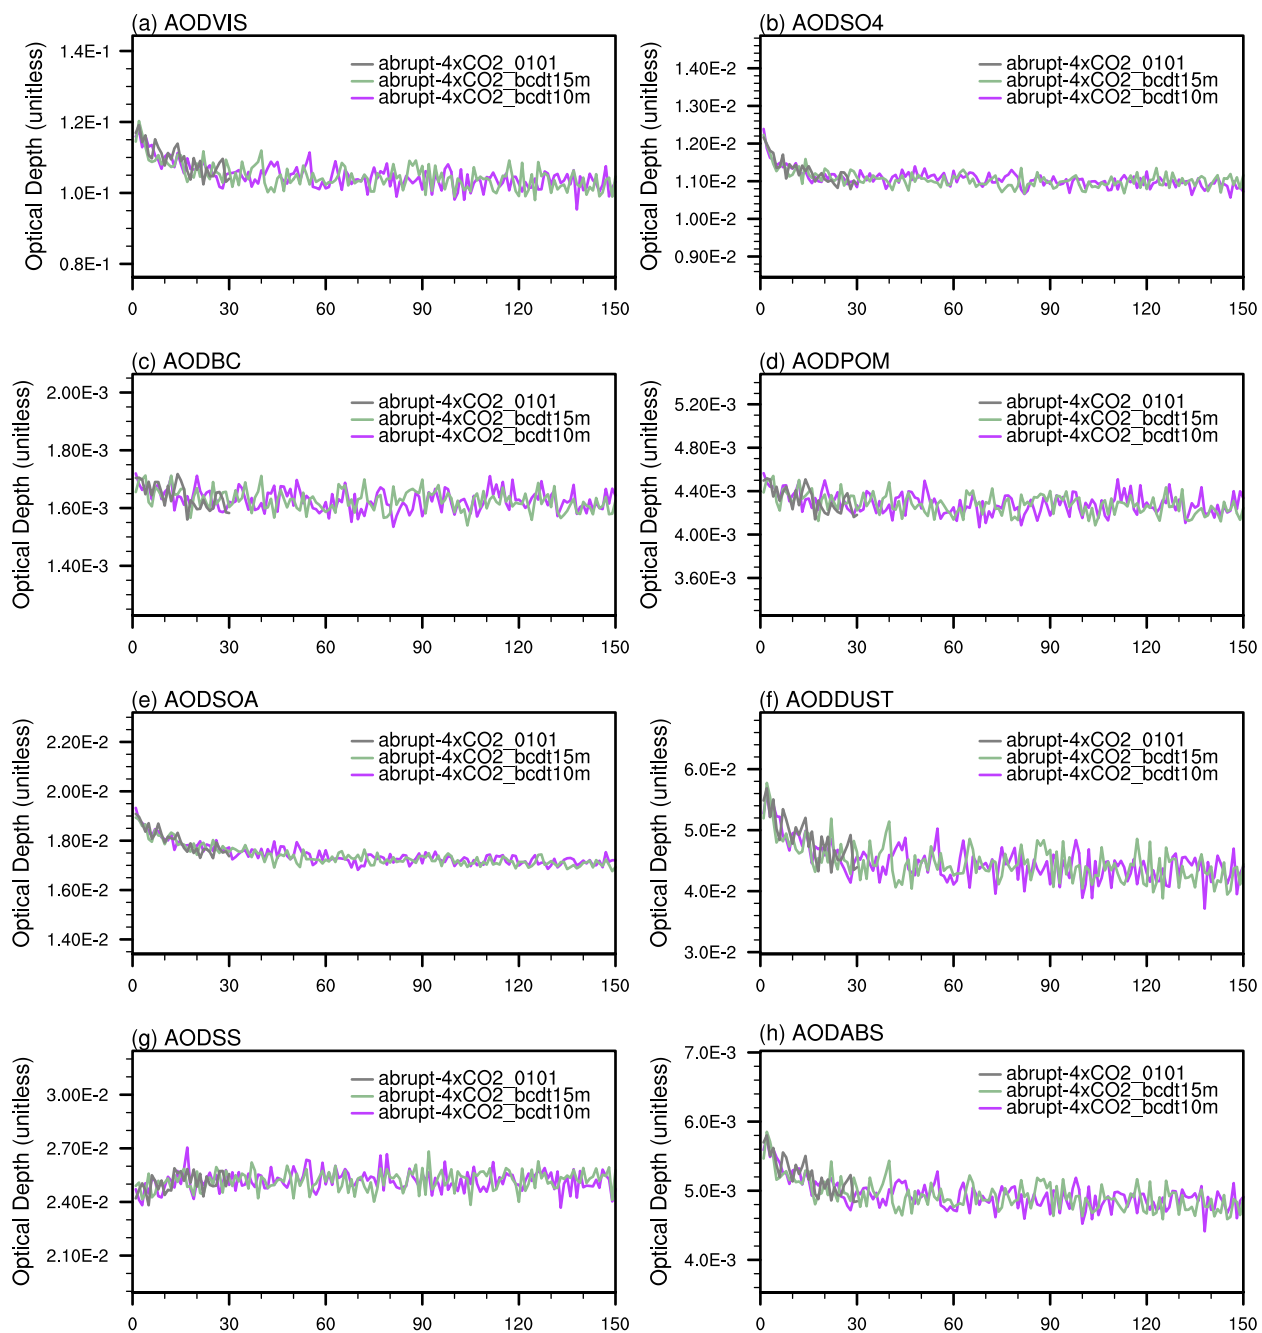 (a) AODVIS
Optical Depth (unitless)
1.4E-1
1.2E-1
1.0E-1
0.8E-1
abrupt-4xCO2_0101
abrupt-4xCO2_bcdt15m
abrupt-4xCO2_bcdt10m
0 30 60 90 120 150
(b) AODSO4
Optical Depth (unitless)
1.40E-2
1.30E-2
1.20E-2
1.10E-2
1.00E-2
0.90E-2
abrupt-4xCO2_0101
abrupt-4xCO2_bcdt15m
abrupt-4xCO2_bcdt10m
0 30 60 90 120 150
(c) AODBC
Optical Depth (unitless)
2.00E-3
1.80E-3
1.60E-3
1.40E-3
abrupt-4xCO2_0101
abrupt-4xCO2_bcdt15m
abrupt-4xCO2_bcdt10m
0 30 60 90 120 150
(d) AODPOM
Optical Depth (unitless)
5.20E-3
4.80E-3
4.40E-3
4.00E-3
3.60E-3
abrupt-4xCO2_0101
abrupt-4xCO2_bcdt15m
abrupt-4xCO2_bcdt10m
0 30 60 90 120 150
(e) AODSOA
Optical Depth (unitless)
2.20E-2
2.00E-2
1.80E-2
1.60E-2
1.40E-2
abrupt-4xCO2_0101
abrupt-4xCO2_bcdt15m
abrupt-4xCO2_bcdt10m
0 30 60 90 120 150
(f) AODDUST
Optical Depth (unitless)
6.0E-2
5.0E-2
4.0E-2
3.0E-2
abrupt-4xCO2_0101
abrupt-4xCO2_bcdt15m
abrupt-4xCO2_bcdt10m
0 30 60 90 120 150
(g) AODSS
Optical Depth (unitless)
3.00E-2
2.70E-2
2.40E-2
2.10E-2
abrupt-4xCO2_0101
abrupt-4xCO2_bcdt15m
abrupt-4xCO2_bcdt10m
0 30 60 90 120 150
(h) AODABS
Optical Depth (unitless)
7.0E-3
6.0E-3
5.0E-3
4.0E-3
abrupt-4xCO2_0101
abrupt-4xCO2_bcdt15m
abrupt-4xCO2_bcdt10m
0 30 60 90 120 150